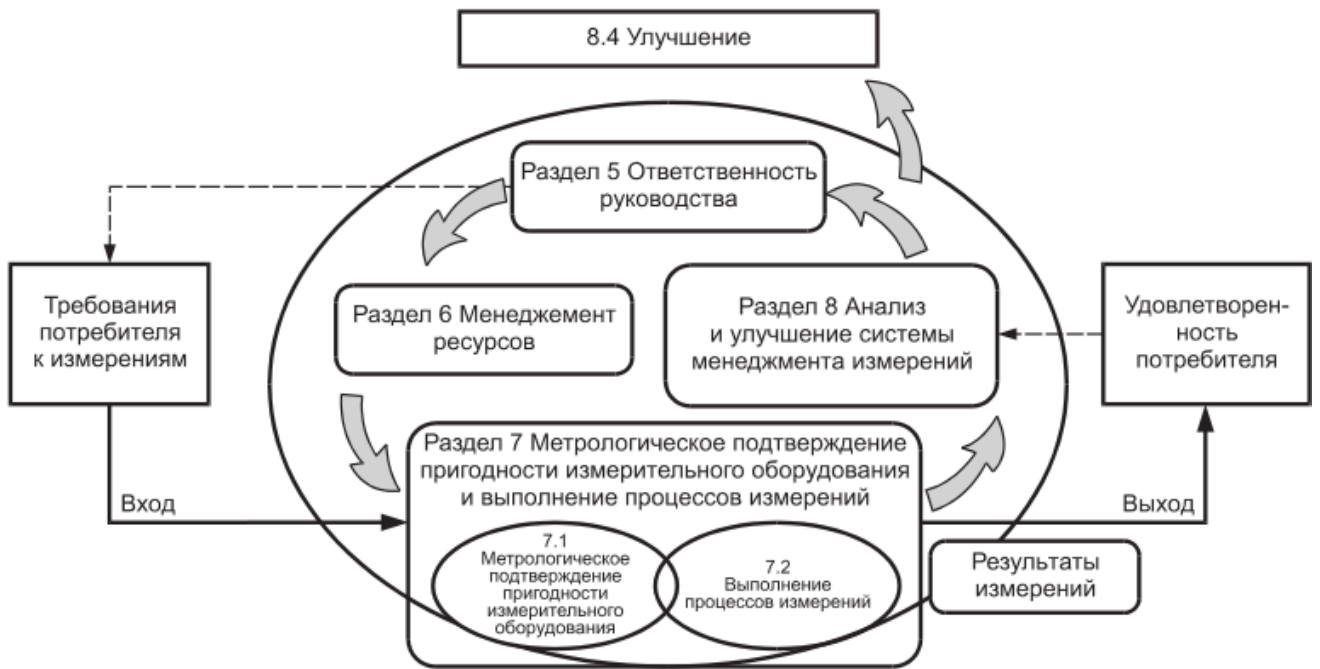 8.4 Улучшение
Раздел 5 Ответственность
руководства
Требования
потребителя
к измерениям
Раздел 6 Менеджемент
ресурсов
Раздел 8 Анализ
и улучшение системы
менеджмента измерений
Удовлетворен-
ность
потребителя
Раздел 7 Метрологическое подтверждение
пригодности измерительного оборудования
и выполнение процессов измерений
Вход
Выход
7.1
Метрологическое
подтверждение
пригодности
измерительного
оборудования
7.2
Выполнение
процессов измерений
Результаты
измерений